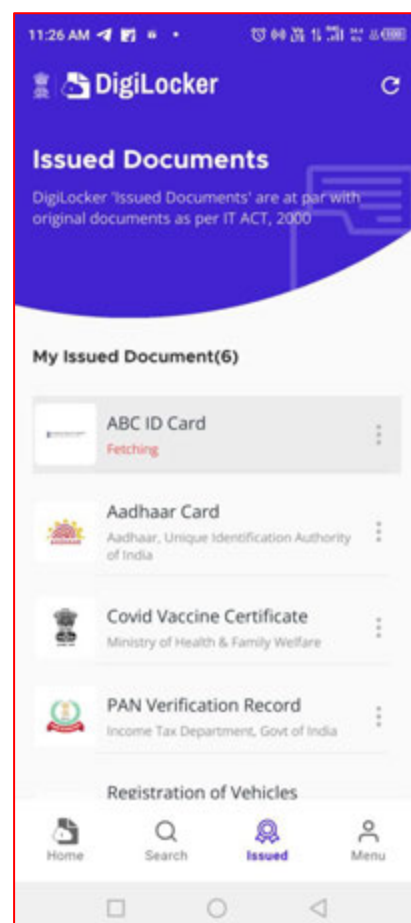 11:26 AM
DigiLocker
Issued Documents
DigiLocker 'Issued Documents' are at par with
original documents as per IT ACT, 2000
My Issued Document(6)
ABC ID Card
Fetching
Aadhaar Card
Aadhaar, Unique Identification Authority
of India
Covid Vaccine Certificate
Ministry of Health & Family Welfare
PAN Verification Record
Income Tax Department, Govt of India
Registration of Vehicles
Home Search Issued Menu